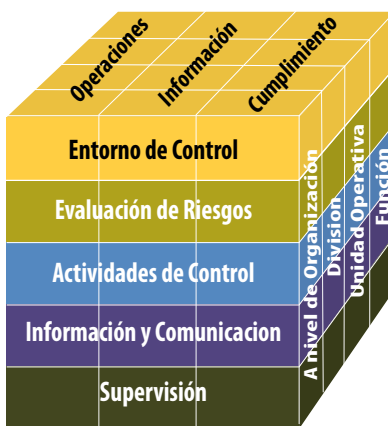 Operaciones
Información
Cumplimiento
Entorno de Control
Evaluación de Riesgos
Actividades de Control
Información y Comunicacion
Supervisión
A nivel de Organización
Division
Unidad Operativa
Función